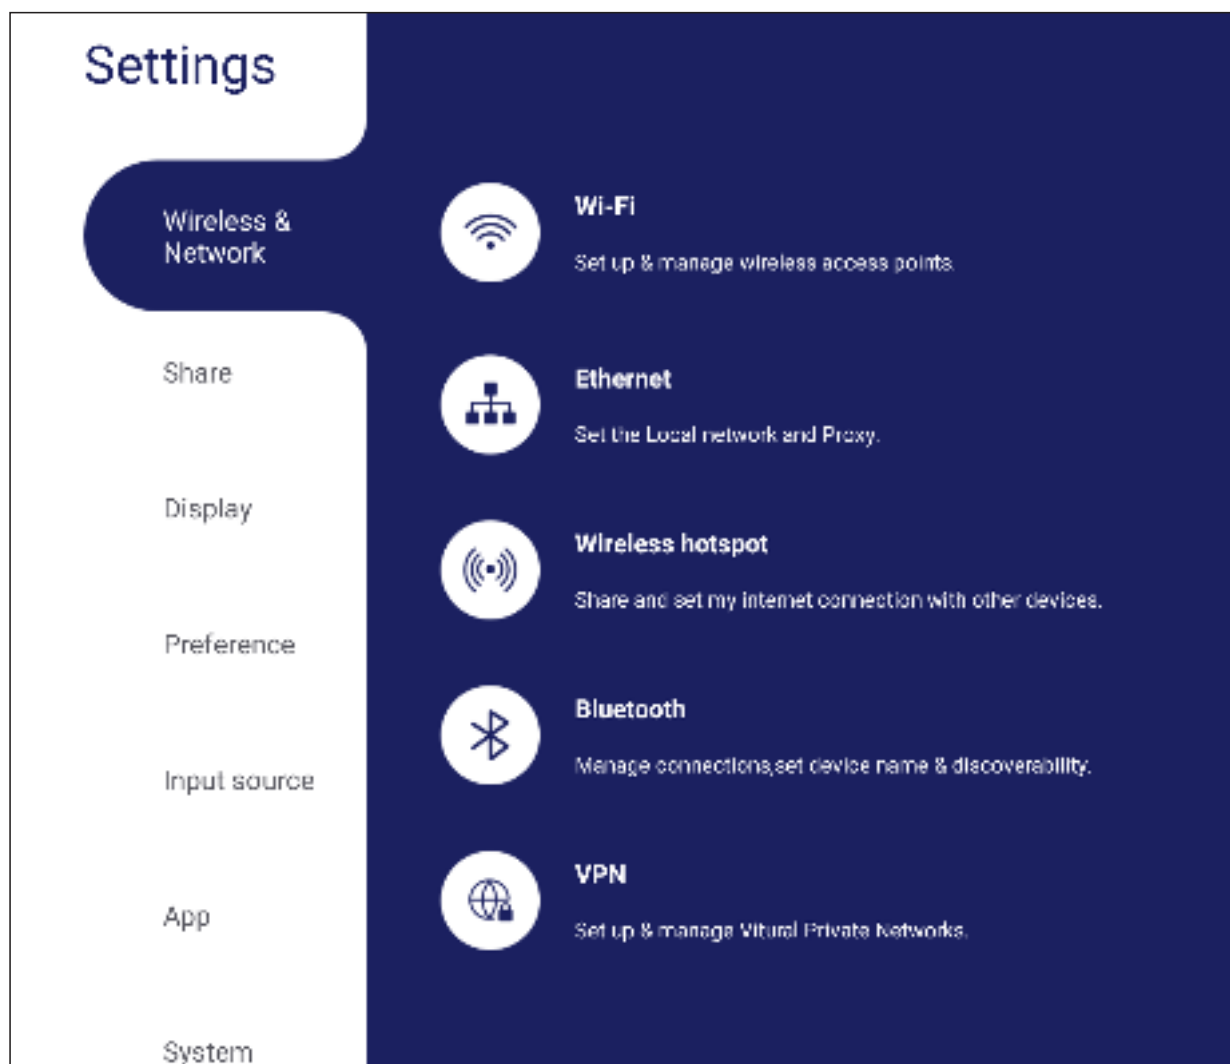 Settings
Wireless &
Network
Share
Display
Preference
Input source
App
System
Wi-Fi
Set up & manage wireless access points.
Ethernet
Set the Local network and Proxy.
Wireless hotspot
Share and set my internet connection with other devices.
Bluetooth
Manage connections,set device name & discoverability.
VPN
Set up & manage Vitural Private Networks.